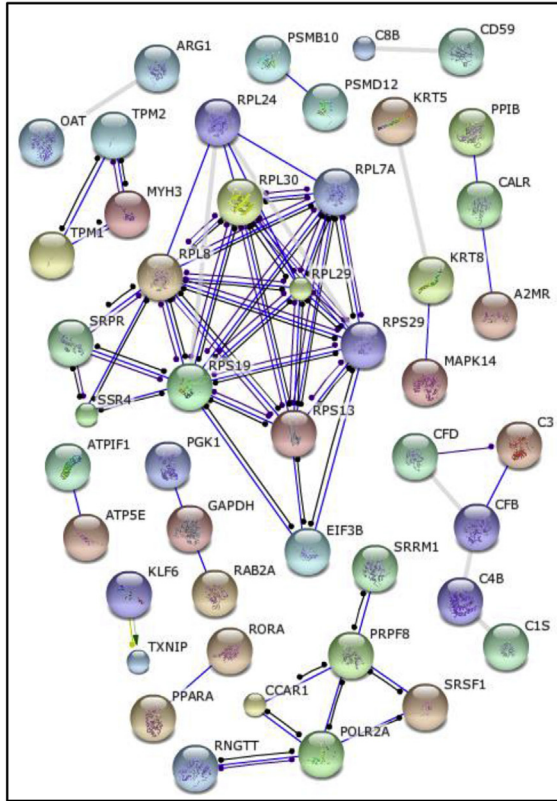 ARG1
PSMB10
C8B
CD59
OAT
TPM2
RPL24
PSMD12
KRT5
PPIB
MYH3
RPL30
RPL7A
CALR
TPM1
RPL8
RPL29
KRT8
A2MR
SRPR
RPS29
RPS19
MAPK14
SSR4
RPS13
ATPIF1
PGK1
CFD
C3
ATP5E
GAPDH
EIF3B
CFB
KLF6
RAB2A
SRRM1
C4B
TXNIP
RORA
PRPF8
C1S
PPARA
CCAR1
SRSF1
RNGTT
POLR2A